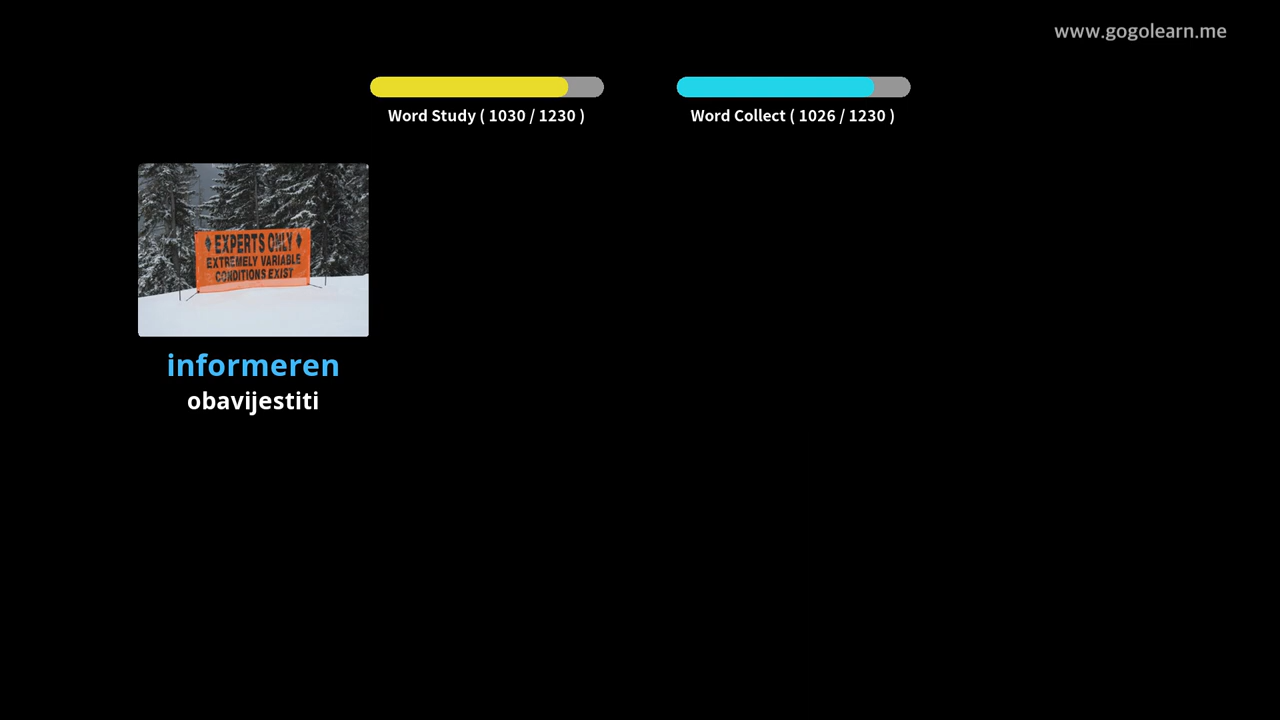 www.gogolearn.me
Word Study ( 1030 / 1230 )
Word Collect ( 1026 / 1230 )
EXPERTS ONLY
EXTREMELY VARIABLE
CONDITIONS EXIST
informeren
obavijestiti